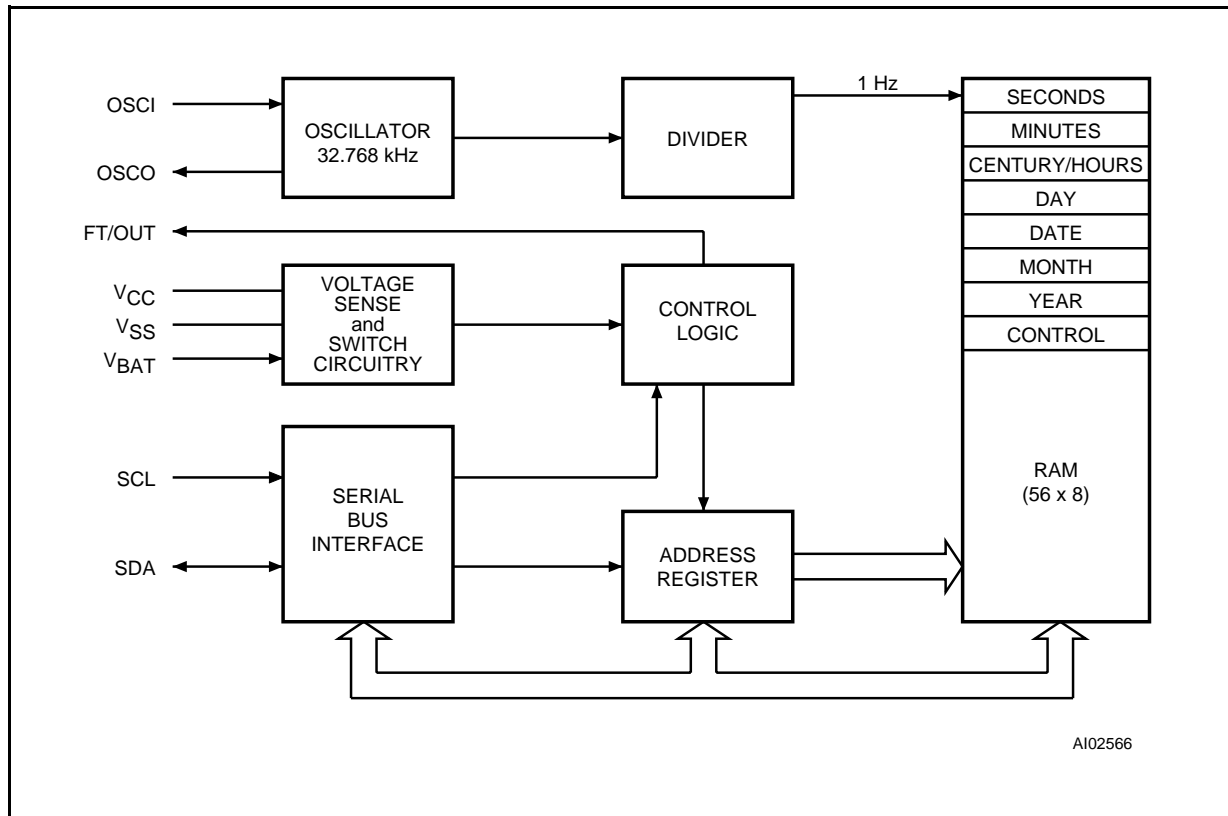 OSCI
OSCO
FT/OUT
VCC
VSS
VBAT
SCL
SDA
OSCILLATOR
32.768 kHz
VOLTAGE
SENSE
and
SWITCH
CIRCUITRY
SERIAL
BUS
INTERFACE
DIVIDER
CONTROL
LOGIC
ADDRESS
REGISTER
1 Hz
SECONDS
MINUTES
CENTURY/HOURS
DAY
DATE
MONTH
YEAR
CONTROL
RAM
(56 x 8)
AI02566